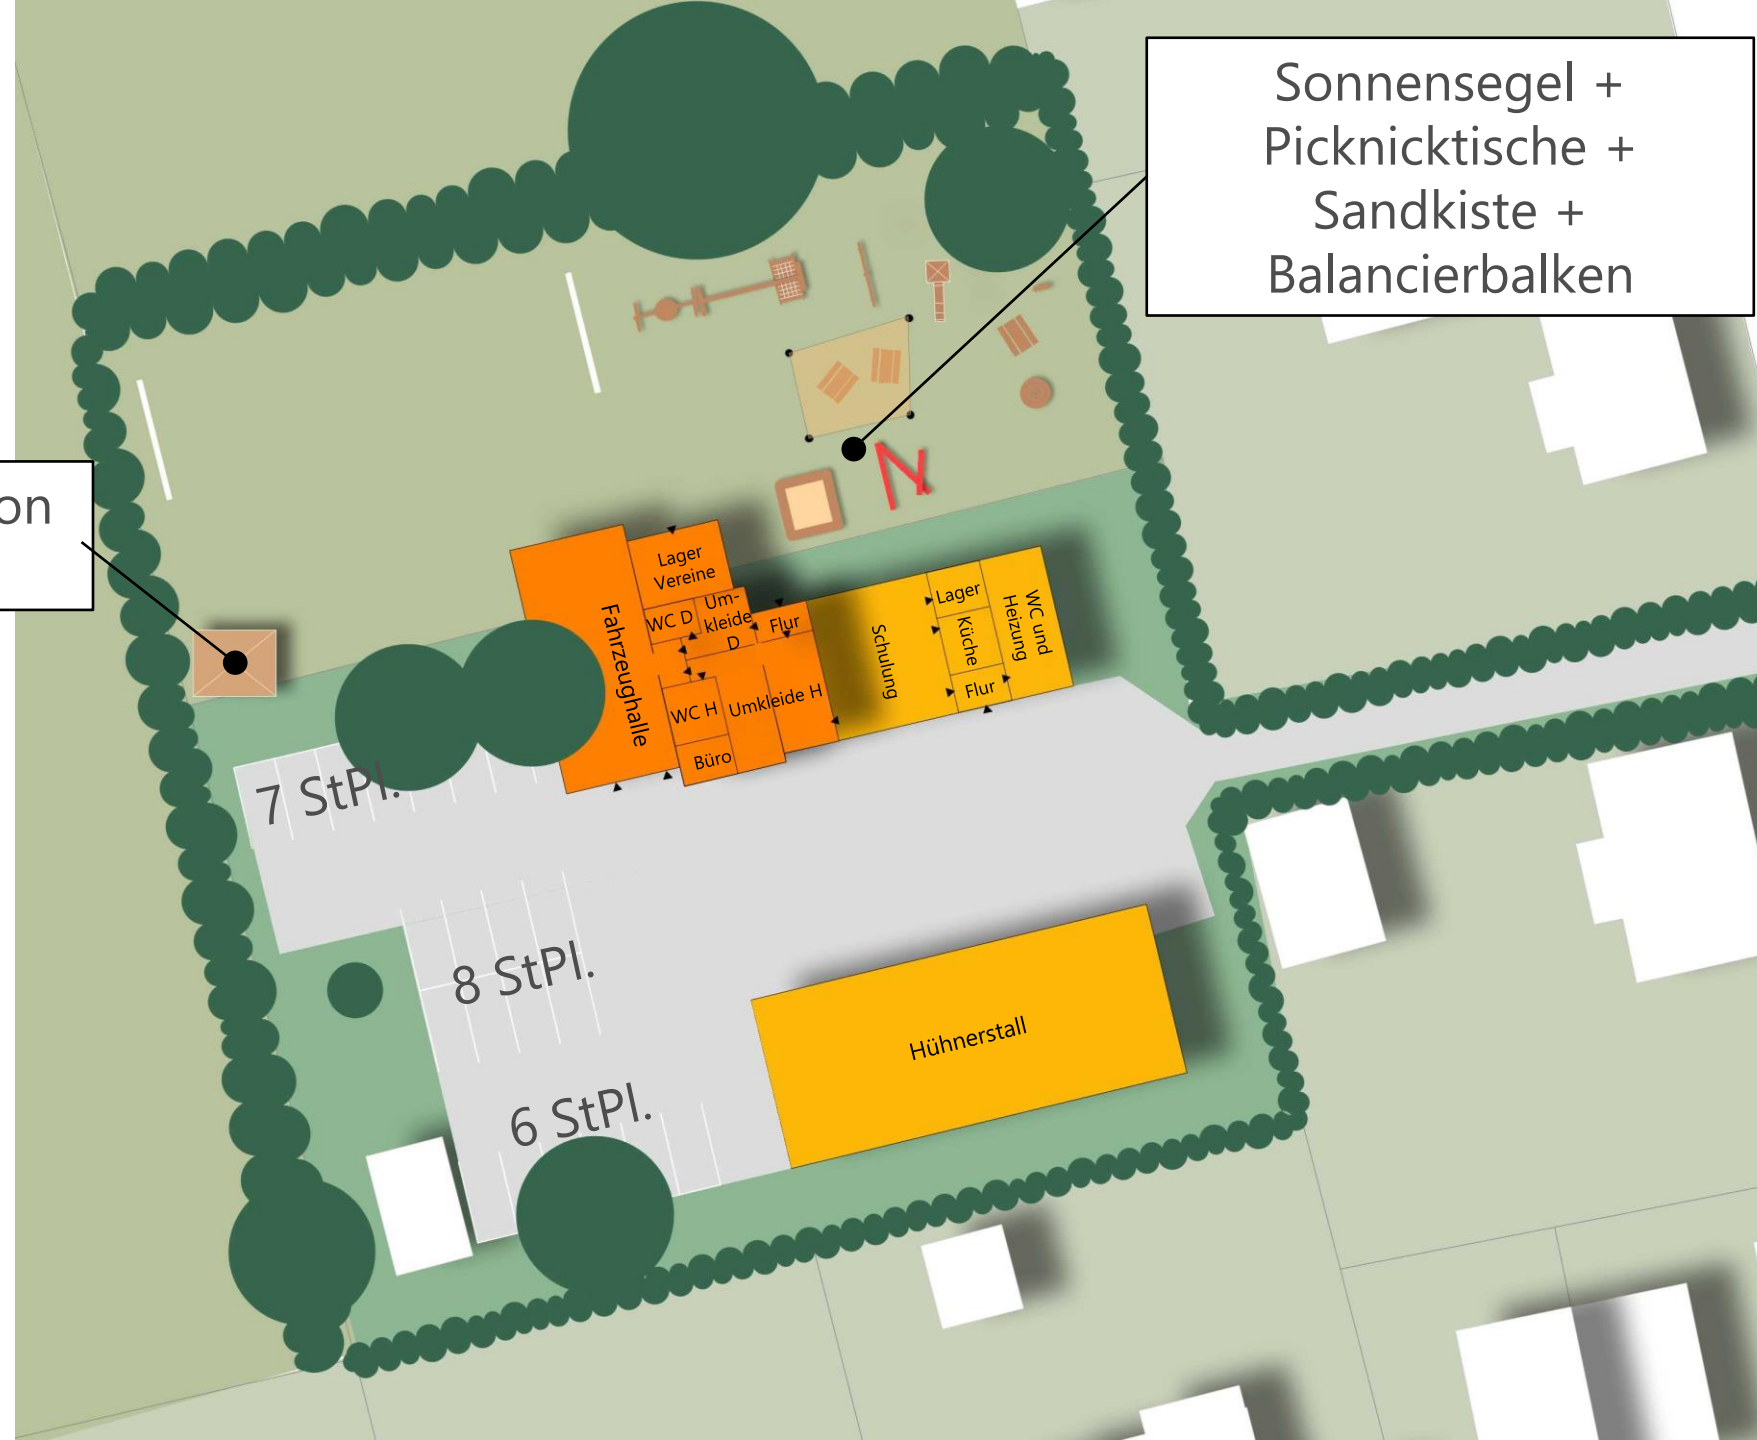 Sonnensegel +
Picknicktische +
Sandkiste +
Balancierbalken
on
Lager
Vereine
WC D
Um-
kleide
D
Flur
Fahrzeughalle
WC H
Umkleide H
Büro
Schulung
Lager
Küche
Flur
WC und
Heizung
7 StPl.
8 StPl.
6 StPl.
Hühnerstall